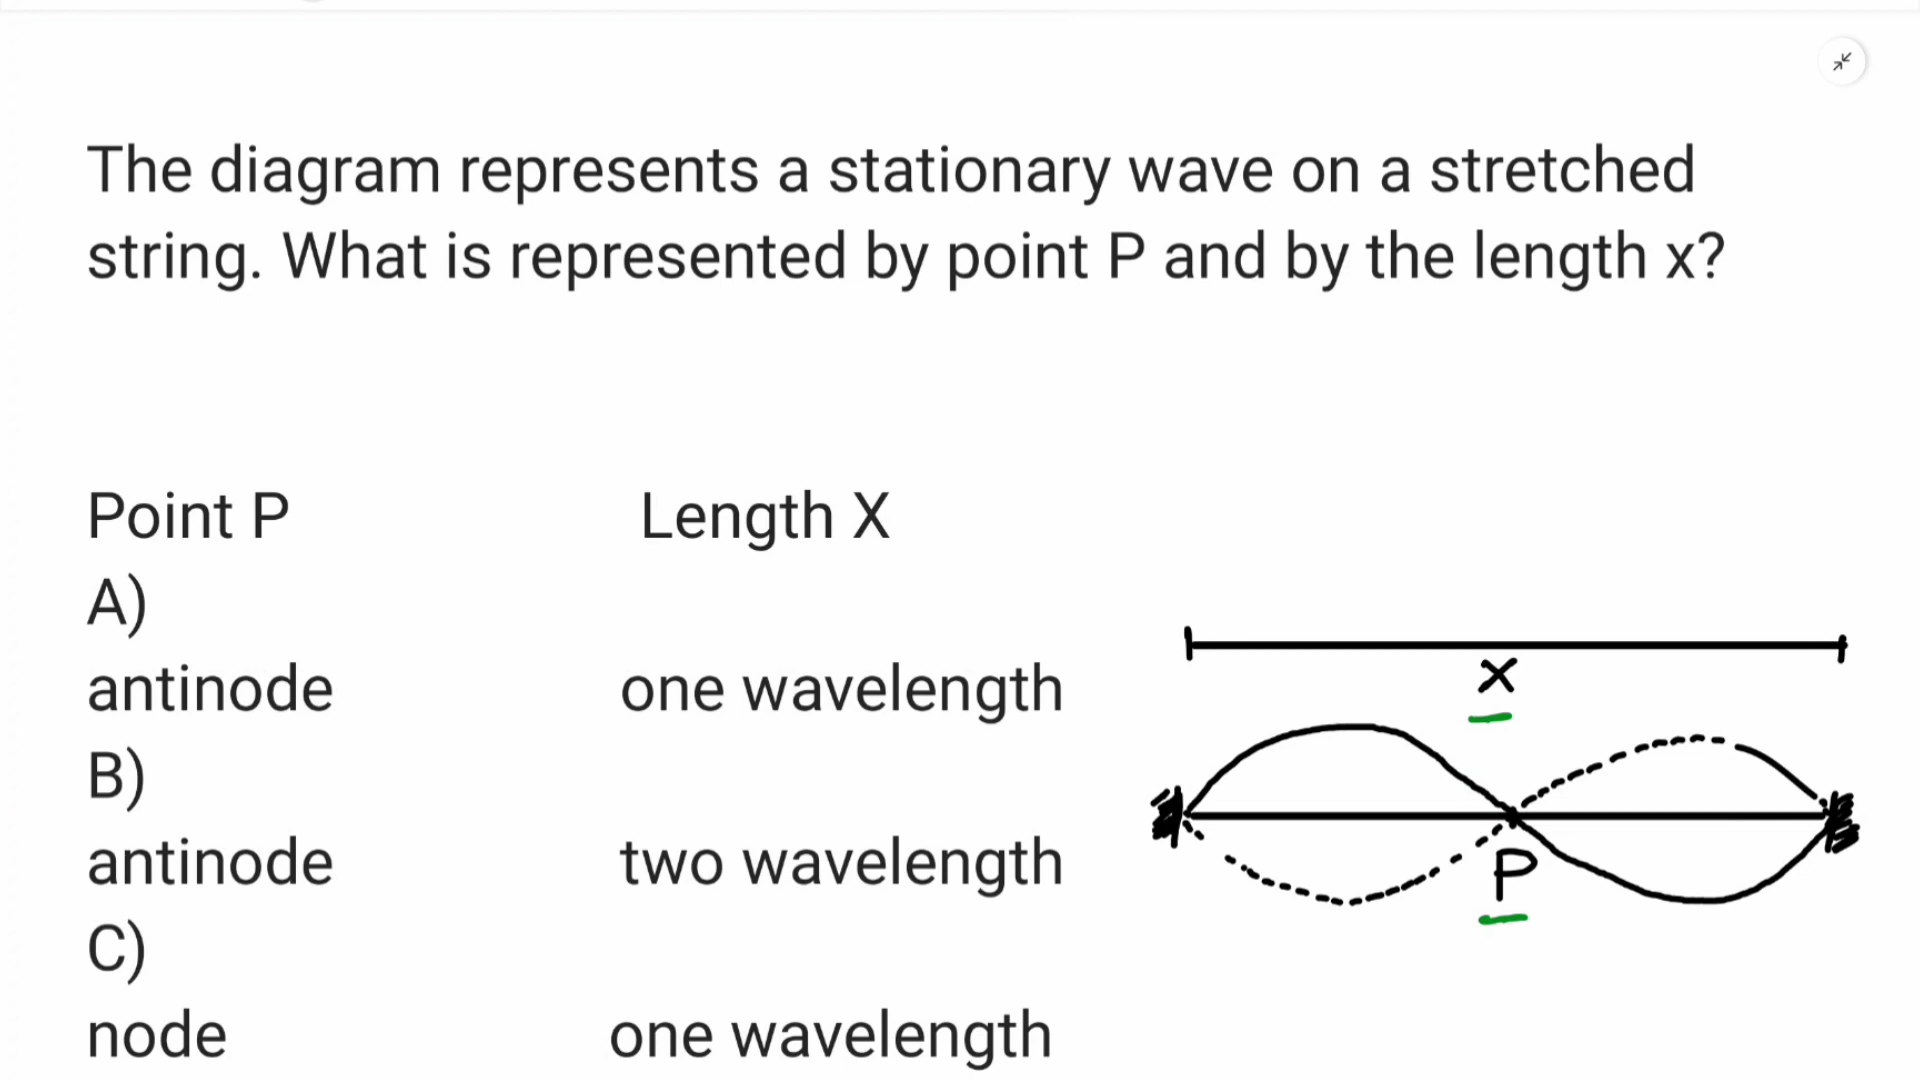 The diagram represents a stationary wave on a stretched
string. What is represented by point P and by the length x?
Point P Length X
A)
antinode one wavelength
B)
antinode two wavelength
C)
node one wavelength
x
P